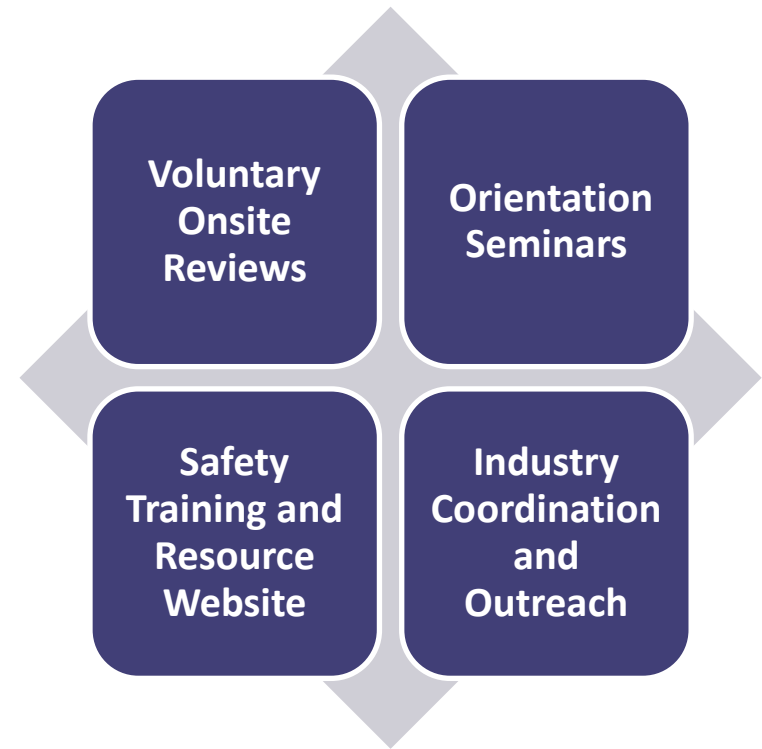 Voluntary
Onsite
Reviews
Orientation
Seminars
Safety
Training and
Resource
Website
Industry
Coordination
and
Outreach